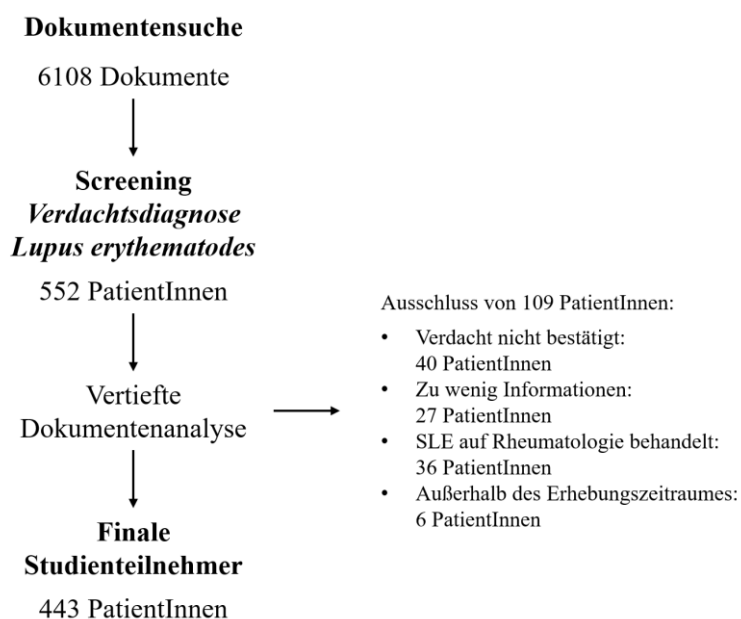 Dokumentensuche
6108 Dokumente
Screening
Verdachtsdiagnose
Lupus erythematodes
552 PatientInnen
Vertiefte
Dokumentenanalyse
Ausschluss von 109 PatientInnen:
• Verdacht nicht bestätigt:
40 PatientInnen
• Zu wenig Informationen:
27 PatientInnen
• SLE auf Rheumatologie behandelt:
36 PatientInnen
• Außerhalb des Erhebungszeitraumes:
6 PatientInnen
Finale
Studienteilnehmer
443 PatientInnen